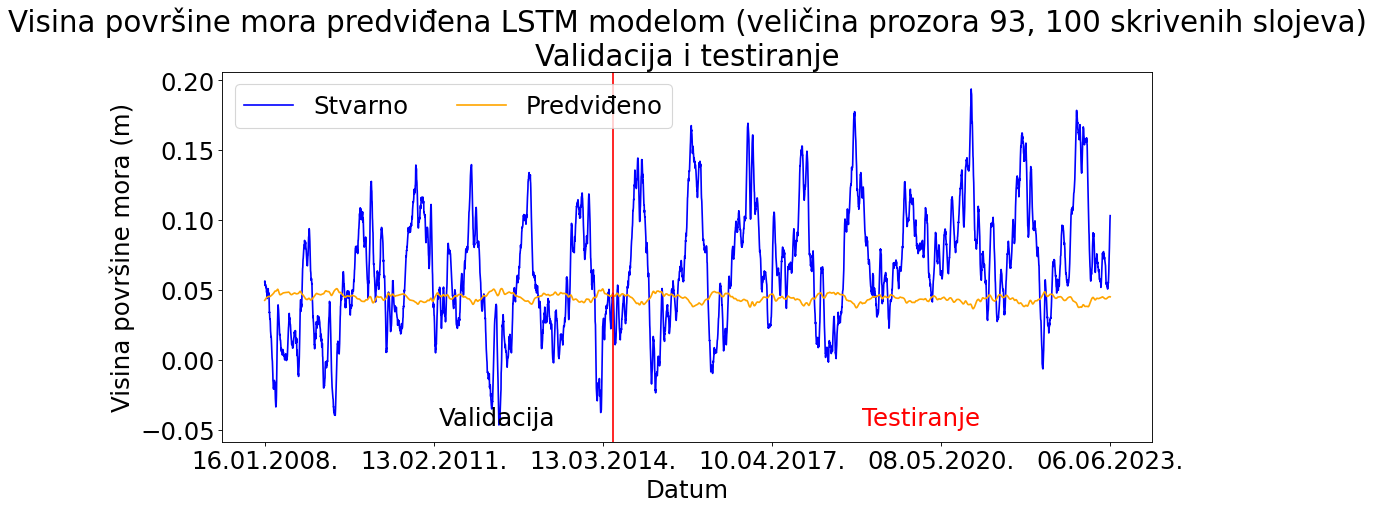 Visina površine mora predviđena LSTM modelom (veličina prozora 93, 100 skrivenih slojeva)
Validacija i testiranje
Stvarno
Predviđeno
Visina površine mora (m)
0.20
0.15
0.10
0.05
0.00
−0.05
Validacija
Testiranje
16.01.2008.
13.02.2011.
13.03.2014.
10.04.2017.
08.05.2020.
06.06.2023.
Datum